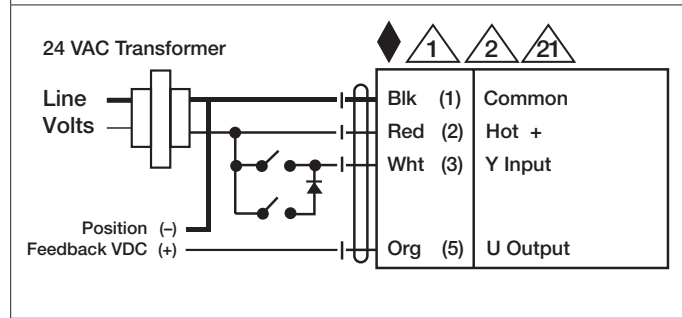 24 VAC Transformer
1 2 21
Line
Volts
Blk (1) Common
Red (2) Hot +
Wht (3) Y Input
Position (–)
Feedback VDC (+)
Org (5) U Output